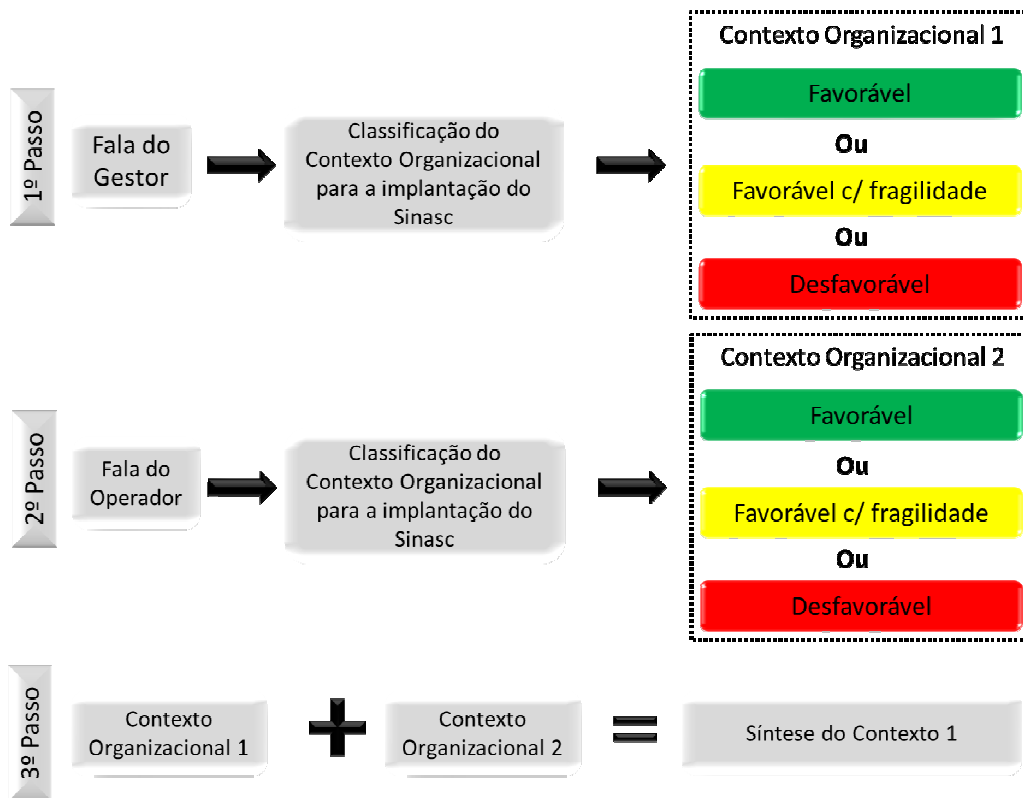 1º Passo
Fala do
Gestor
Classificação do
Contexto Organizacional
para a implantação do
Sinasc
Contexto Organizacional 1
Favorável
Ou
Favorável c/ fragilidade
Ou
Desfavorável
2º Passo
Fala do
Operador
Classificação do
Contexto Organizacional
para a implantação do
Sinasc
Contexto Organizacional 2
Favorável
Ou
Favorável c/ fragilidade
Ou
Desfavorável
3º Passo
Contexto
Organizacional 1
+
Contexto
Organizacional 2
=
Síntese do Contexto 1